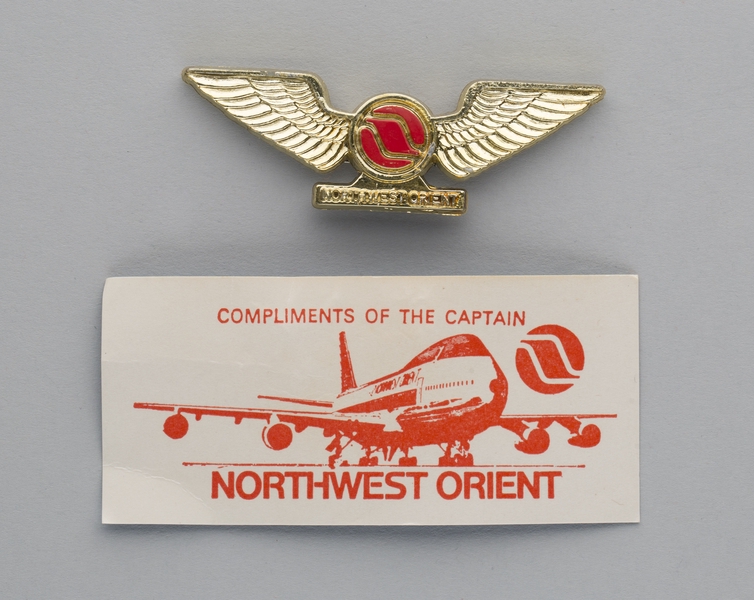 NORTHWEST ORIENT
COMPLIMENTS OF THE CAPTAIN
NORTHWEST ORIENT